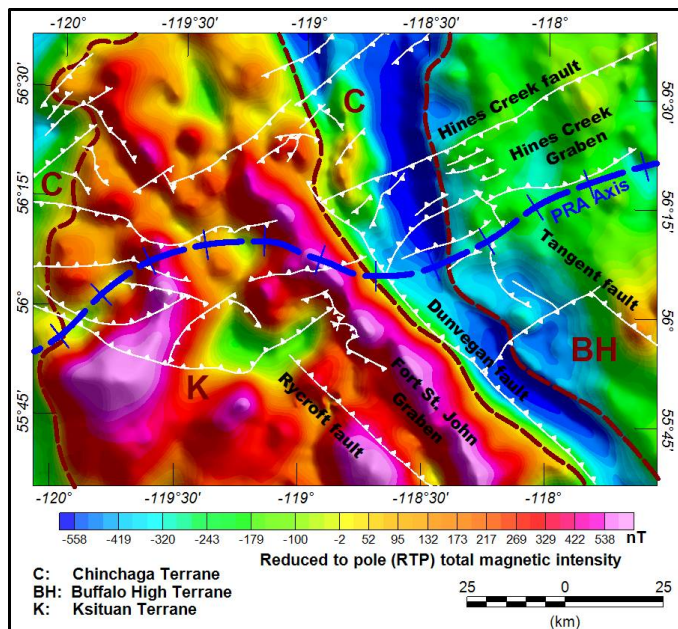 -120° -119°30' -119° -118°30' -118°
56°30' 56°30'
C
Hines Creek fault
Hines Creek
Graben
C
56°15' 56°15'
PRA Axis
Tangent fault
56° 56°
Dunvegan fault
BH
K
Fort St. John
Graben
Rycroft fault
55°45' 55°45'
-120° -119°30' -119° -118°30' -118°
-558 -419 -320 -243 -179 -100 -2 52 95 132 173 217 269 329 422 538 nT
Reduced to pole (RTP) total magnetic intensity
C: Chinchaga Terrane
BH: Buffalo High Terrane
K: Ksituan Terrane
25 0 25
(km)